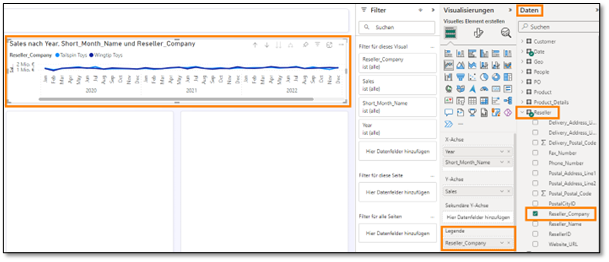 Sales nach Year, Short_Month_Name und Reseller_Company
Reseller_Company Tailspin Toys Wingtip Toys
2 Mio. €
1 Mio. €
Jan Feb Mar Apr May Jun Jul Aug Sep Oct Nov Dec Jan Feb Mar Apr May Jun Jul Aug Sep Oct Nov Dec Jan Feb Mar Apr May Jun Jul Aug Sep Oct Nov Dec
2020 2021 2022
Filter
Suchen
Filter für dieses Visual
Reseller_Company
ist (alle)
Sales
ist (alle)
Short_Month_Name
ist (alle)
Year
ist (alle)
Hier Datenfelder hinzufügen
Filter für diese Seite
Hier Datenfelder hinzufügen
Filter für alle Seiten
Hier Datenfelder hinzufügen
Visualisierungen
Visuelles Element erstellen
X-Achse
Year
Short_Month_Name
Y-Achse
Sales
Sekundäre Y-Achse
Hier Datenfelder hinzufügen
Legende
Reseller_Company
Daten
Suchen
Customer
Date
Geo
People
PO
Product
Product_Details
Reseller
Delivery_Address_Li...
Delivery_Address_Li...
Delivery_Postal_Code
Fax_Number
Phone_Number
Postal_Address_Line1
Postal_Address_Line2
Postal_Postal_Code
PostalCityID
Reseller_Company
Reseller_Name
ResellerID
Website_URL